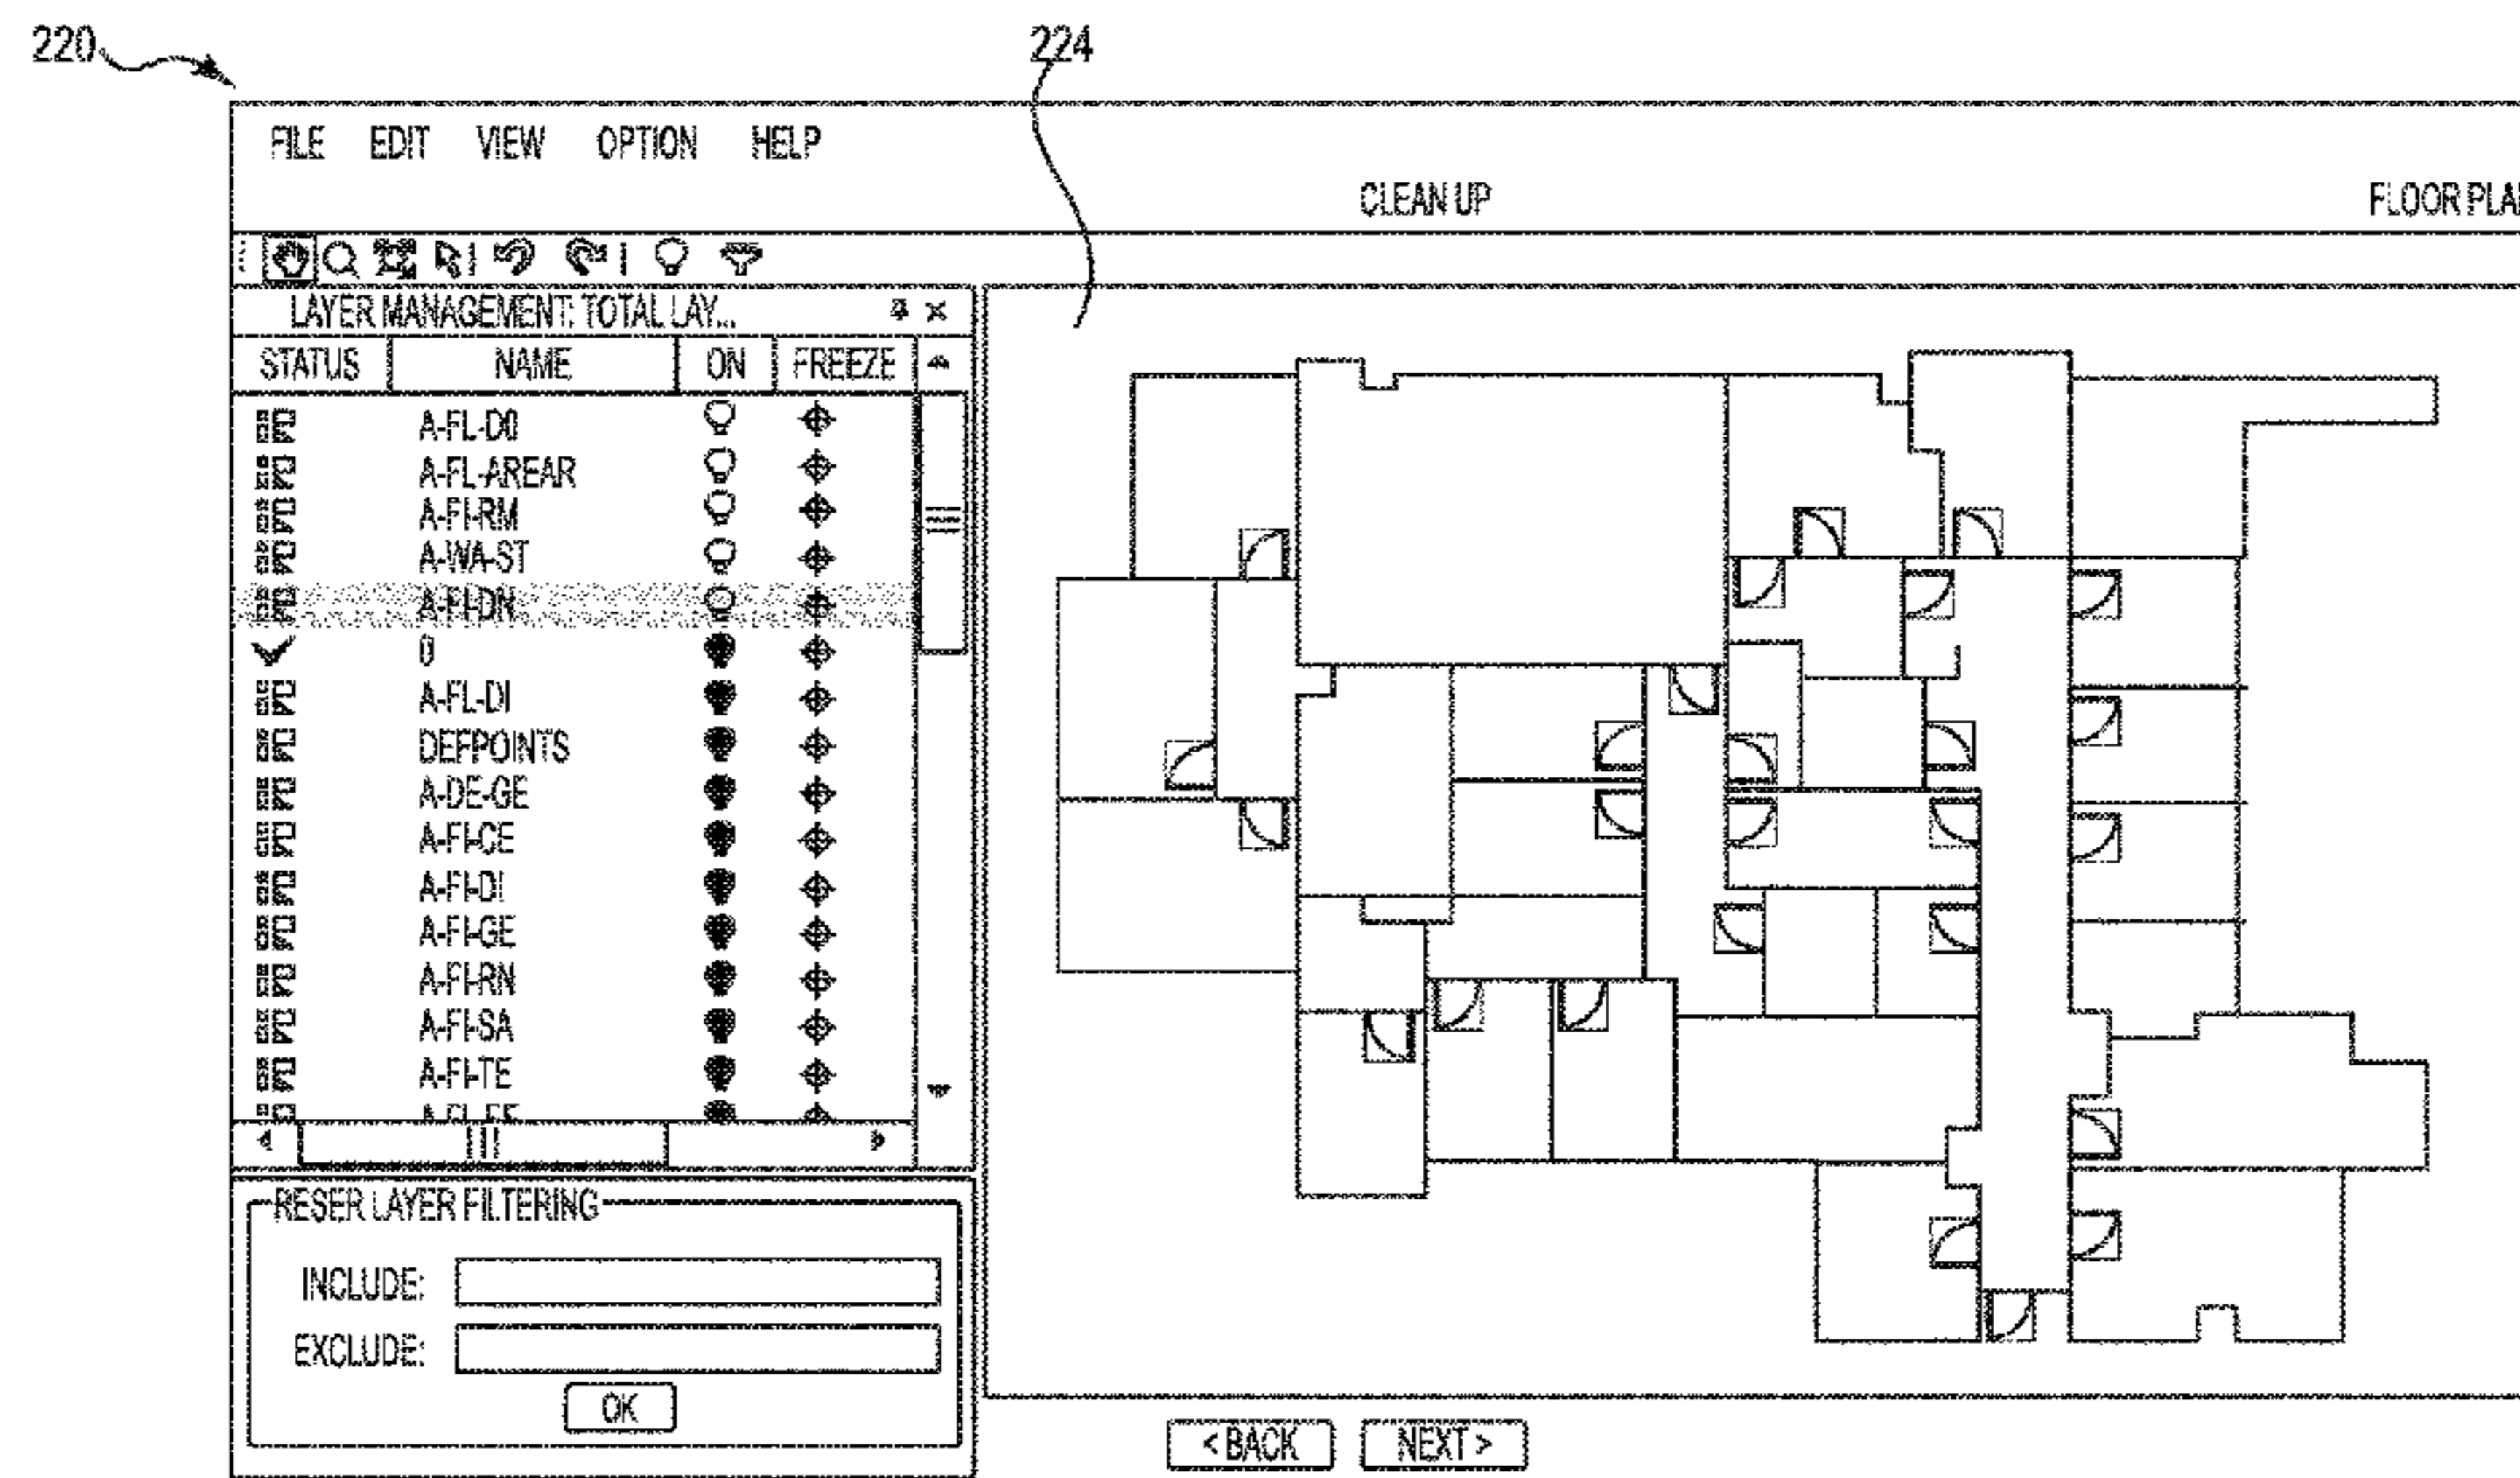 220
224
FILE EDIT VIEW OPTION HELP
CLEAN UP
FLOOR PLAN
LAYER MANAGEMENT: TOTAL LAY...
STATUS NAME ON FREEZE
A-FL-D0
A-FL-AREAR
A-FI-RM
A-WA-ST
A-FI-DN
0
A-FL-DI
DEFPOINTS
A-DE-GE
A-FI-CE
A-FI-DI
A-FI-GE
A-FI-RN
A-FI-SA
A-FI-TE
RESER LAYER FILTERING
INCLUDE:
EXCLUDE:
OK
< BACK NEXT >